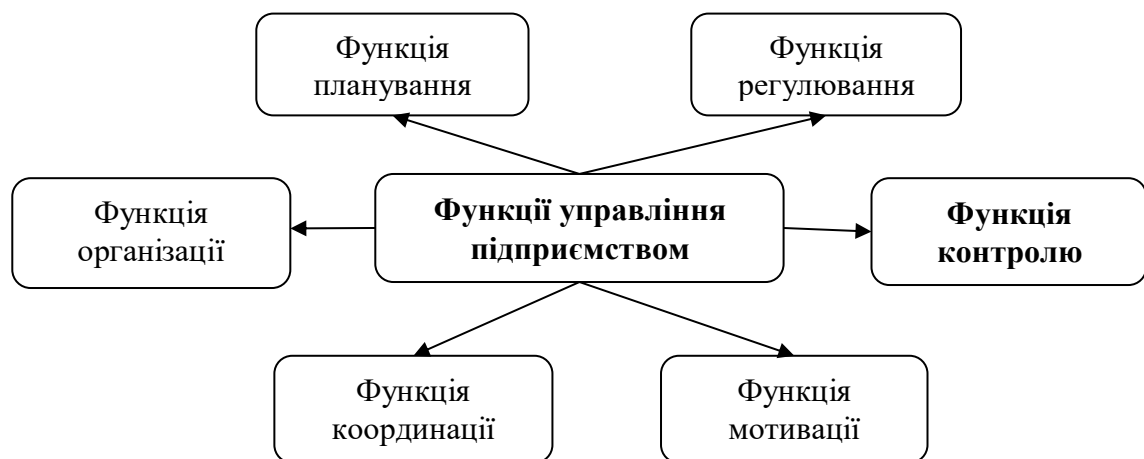 Функція
планування
Функція
регулювання
Функція
організації
Функції управління
підприємством
Функція
контролю
Функція
координації
Функція
мотивації